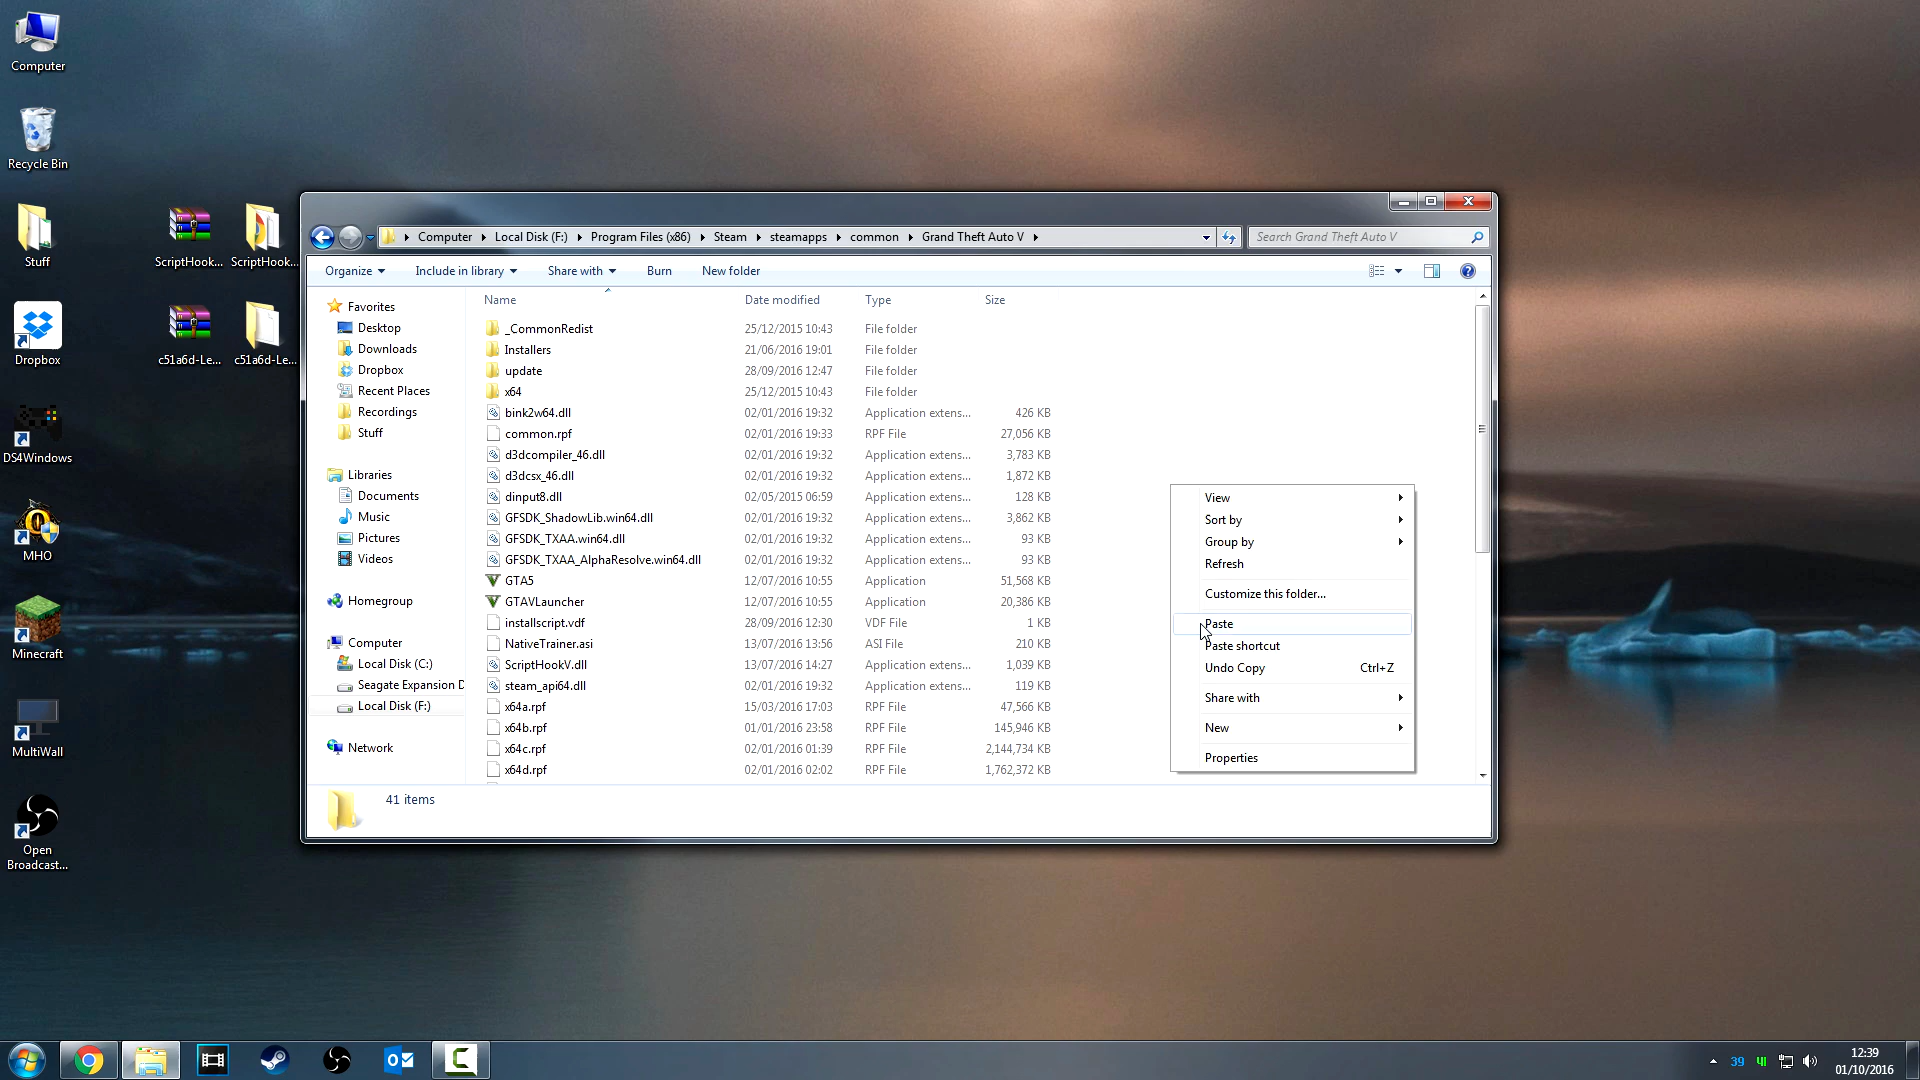 Computer
Recycle Bin
Stuff
Dropbox
DS4Windows
MHO
Minecraft
MultiWall
Open
Broadcast...
ScriptHook...
ScriptHook...
c51a6d-Le...
c51a6d-Le...
Computer Local Disk (F:) Program Files (x86) Steam steamapps common Grand Theft Auto V
Search Grand Theft Auto V
Organize Include in library Share with Burn New folder
Favorites
Desktop
Downloads
Dropbox
Recent Places
Recordings
Stuff
Libraries
Documents
Music
Pictures
Videos
Homegroup
Computer
Local Disk (C:)
Seagate Expansion D
Local Disk (F:)
Network
Name Date modified Type Size
_CommonRedist 25/12/2015 10:43 File folder
Installers 21/06/2016 19:01 File folder
update 28/09/2016 12:47 File folder
x64 25/12/2015 10:43 File folder
bink2w64.dll 02/01/2016 19:32 Application extens... 426 KB
common.rpf 02/01/2016 19:33 RPF File 27,056 KB
d3dcompiler_46.dll 02/01/2016 19:32 Application extens... 3,783 KB
d3dcsx_46.dll 02/01/2016 19:32 Application extens... 1,872 KB
dinput8.dll 02/05/2015 06:59 Application extens... 128 KB
GFSDK_ShadowLib.win64.dll 02/01/2016 19:32 Application extens... 3,862 KB
GFSDK_TXAA.win64.dll 02/01/2016 19:32 Application extens... 93 KB
GFSDK_TXAA_AlphaResolve.win64.dll 02/01/2016 19:32 Application extens... 93 KB
GTA5 12/07/2016 10:55 Application 51,568 KB
GTAVLauncher 12/07/2016 10:55 Application 20,386 KB
installscript.vdf 28/09/2016 12:30 VDF File 1 KB
NativeTrainer.asi 13/07/2016 13:56 ASI File 210 KB
ScriptHookV.dll 13/07/2016 14:27 Application extens... 1,039 KB
steam_api64.dll 02/01/2016 19:32 Application extens... 119 KB
x64a.rpf 15/03/2016 17:03 RPF File 47,566 KB
x64b.rpf 01/01/2016 23:58 RPF File 145,946 KB
x64c.rpf 02/01/2016 01:39 RPF File 2,144,734 KB
x64d.rpf 02/01/2016 02:02 RPF File 1,762,372 KB
View
Sort by
Group by
Refresh
Customize this folder...
Paste
Paste shortcut
Undo Copy Ctrl+Z
Share with
New
Properties
41 items
39 41 12:39
01/10/2016